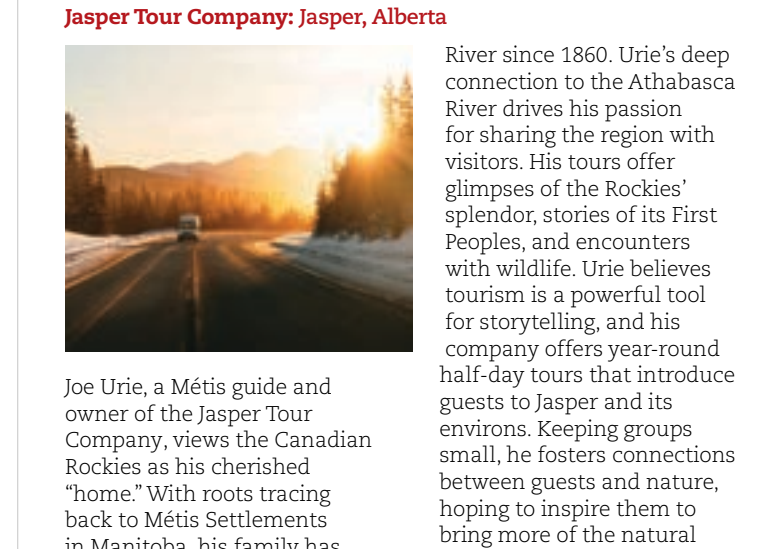 Jasper Tour Company: Jasper, Alberta
Joe Urie, a Métis guide and
owner of the Jasper Tour
Company, views the Canadian
Rockies as his cherished
“home.” With roots tracing
back to Métis Settlements
in Manitoba, his family has
River since 1860. Urie’s deep
connection to the Athabasca
River drives his passion
for sharing the region with
visitors. His tours offer
glimpses of the Rockies’
splendor, stories of its First
Peoples, and encounters
with wildlife. Urie believes
tourism is a powerful tool
for storytelling, and his
company offers year-round
half-day tours that introduce
guests to Jasper and its
environs. Keeping groups
small, he fosters connections
between guests and nature,
hoping to inspire them to
bring more of the natural